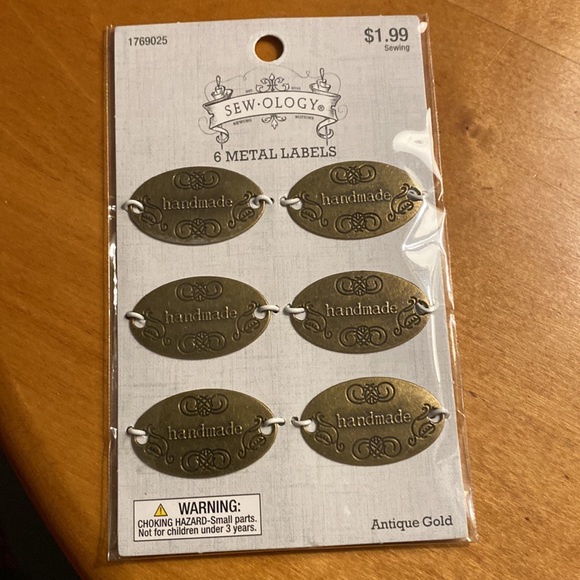 1769025
$1.99
Sewing
SEW·OLOGY®
6 METAL LABELS
handmade
handmade
handmade
handmade
handmade
handmade
WARNING:
CHOKING HAZARD-Small parts.
Not for children under 3 years.
Antique Gold